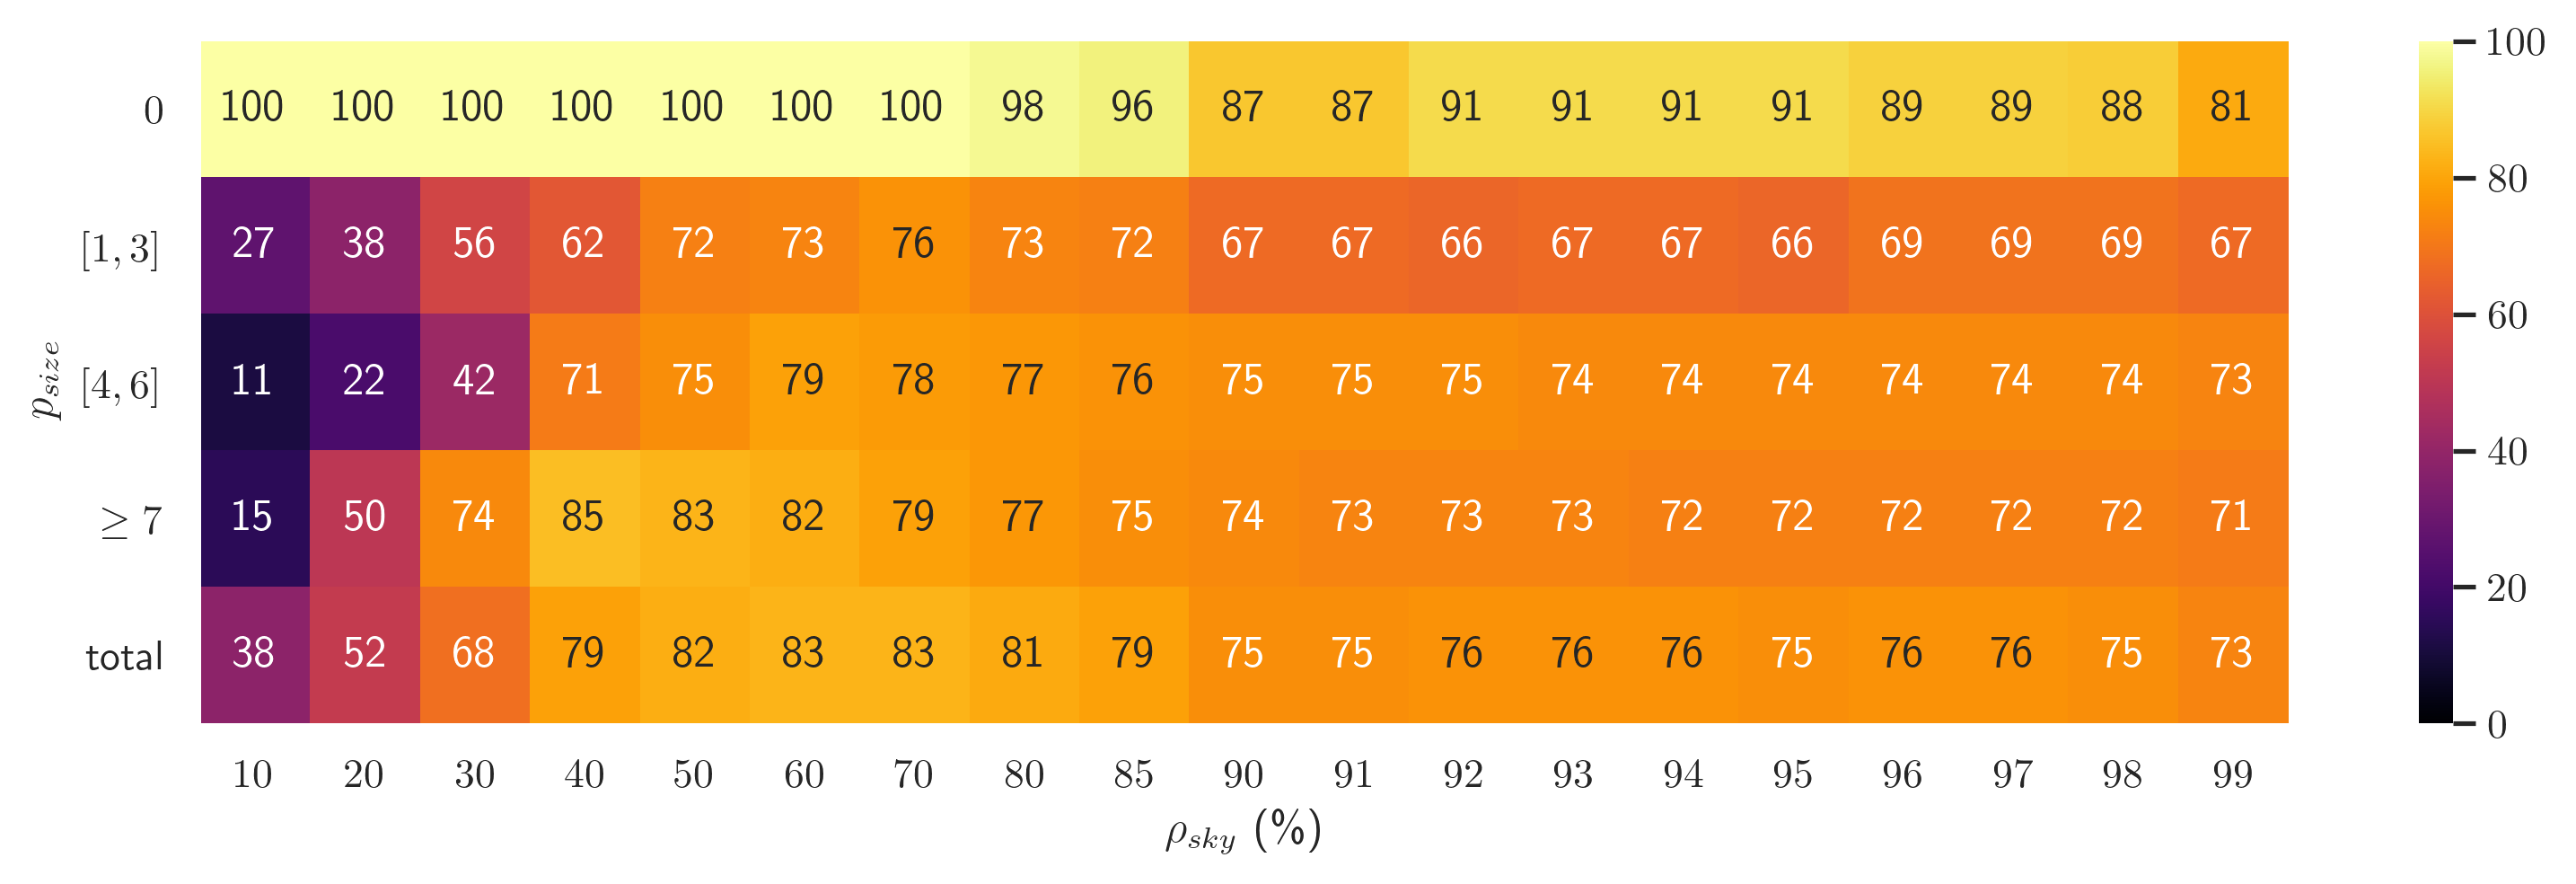 0 100 100 100 100 100 100 100 98 96 87 87 91 91 91 91 89 89 88 81
[1, 3] 27 38 56 62 72 73 76 73 72 67 67 66 67 67 66 69 69 69 67
[4, 6] 11 22 42 71 75 79 78 77 76 75 75 75 74 74 74 74 74 74 73
≥ 7 15 50 74 85 83 82 79 77 75 74 73 73 73 72 72 72 72 72 71
total 38 52 68 79 82 83 83 81 79 75 75 76 76 76 75 76 76 75 73
10 20 30 40 50 60 70 80 85 90 91 92 93 94 95 96 97 98 99
ρsky (%)
psize
100
80
60
40
20
0